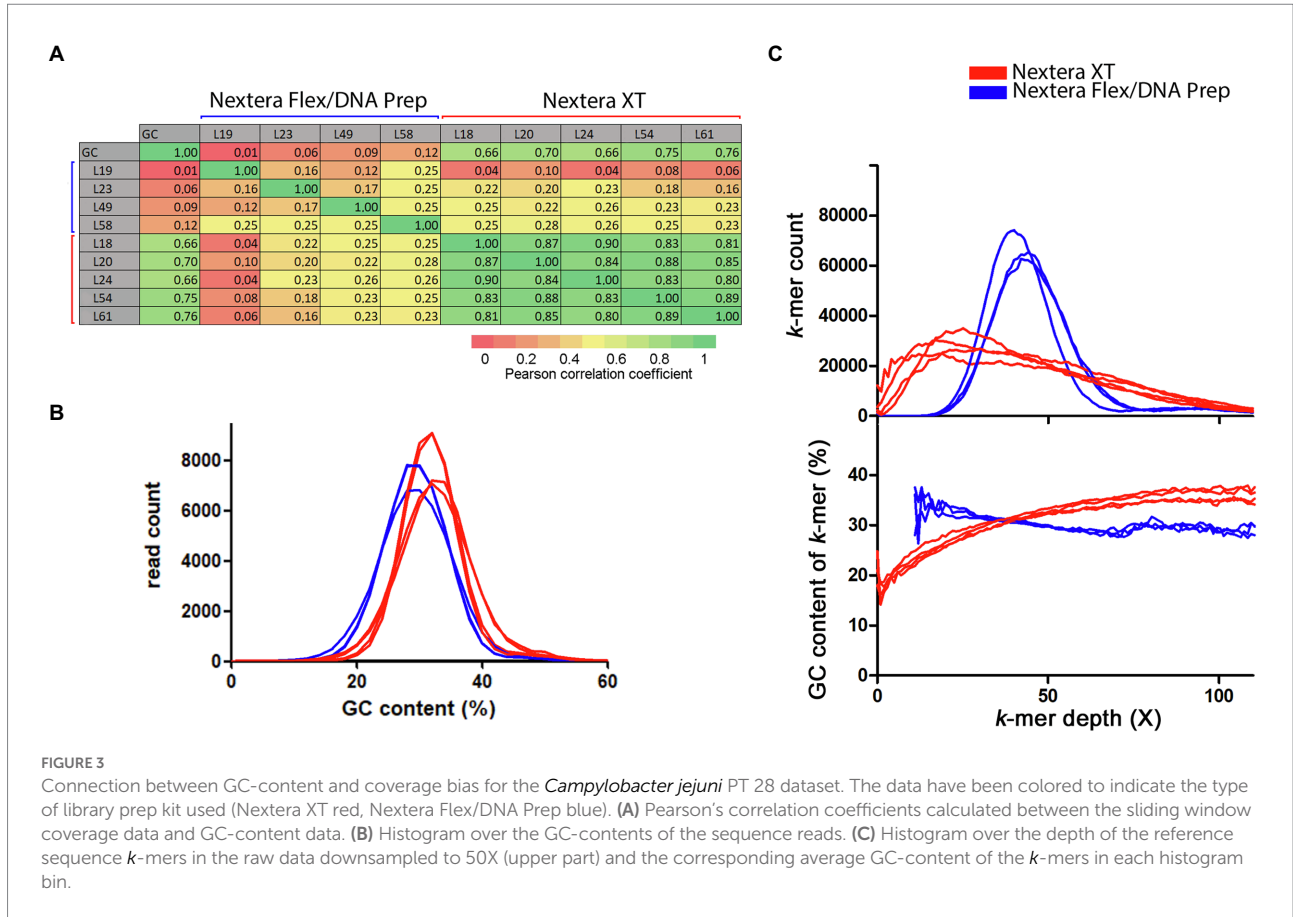 A
Nextera Flex/DNA Prep Nextera XT
GC L19 L23 L49 L58 L18 L20 L24 L54 L61
GC 1,00 0,01 0,06 0,09 0,12 0,66 0,70 0,66 0,75 0,76
L19 0,01 1,00 0,16 0,12 0,25 0,04 0,10 0,04 0,08 0,06
L23 0,06 0,16 1,00 0,17 0,25 0,22 0,20 0,23 0,18 0,16
L49 0,09 0,12 0,17 1,00 0,25 0,25 0,22 0,26 0,23 0,23
L58 0,12 0,25 0,25 0,25 1,00 0,25 0,28 0,26 0,25 0,23
L18 0,66 0,04 0,22 0,25 0,25 1,00 0,87 0,90 0,83 0,81
L20 0,70 0,10 0,20 0,22 0,28 0,87 1,00 0,84 0,88 0,85
L24 0,66 0,04 0,23 0,26 0,26 0,90 0,84 1,00 0,83 0,80
L54 0,75 0,08 0,18 0,23 0,25 0,83 0,88 0,83 1,00 0,89
L61 0,76 0,06 0,16 0,23 0,23 0,81 0,85 0,80 0,89 1,00
0 0.2 0.4 0.6 0.8 1
Pearson correlation coefficient
B
read count
8000
6000
4000
2000
0
0 20 40 60
GC content (%)
C
Nextera XT
Nextera Flex/DNA Prep
k-mer count
80000
60000
40000
20000
0
GC content of k-mer (%)
40
30
20
10
0
0 50 100
k-mer depth (X)
FIGURE 3
Connection between GC-content and coverage bias for the Campylobacter jejuni PT 28 dataset. The data have been colored to indicate the type
of library prep kit used (Nextera XT red, Nextera Flex/DNA Prep blue). (A) Pearson's correlation coefficients calculated between the sliding window
coverage data and GC-content data. (B) Histogram over the GC-contents of the sequence reads. (C) Histogram over the depth of the reference
sequence k-mers in the raw data downsampled to 50X (upper part) and the corresponding average GC-content of the k-mers in each histogram
bin.